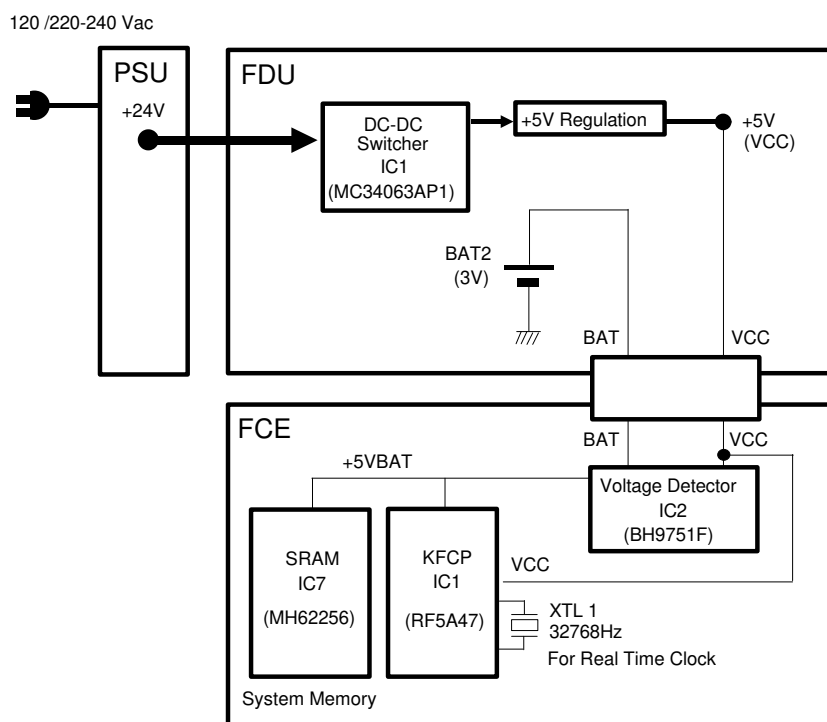 120 /220-240 Vac
PSU
+24V
FDU
DC-DC
Switcher
IC1
(MC34063AP1)
+5V Regulation
+5V
(VCC)
BAT2
(3V)
BAT
VCC
FCE
BAT
VCC
+5VBAT
Voltage Detector
IC2
(BH9751F)
SRAM
IC7
(MH62256)
KFCP
IC1
(RF5A47)
VCC
XTL 1
32768Hz
For Real Time Clock
System Memory